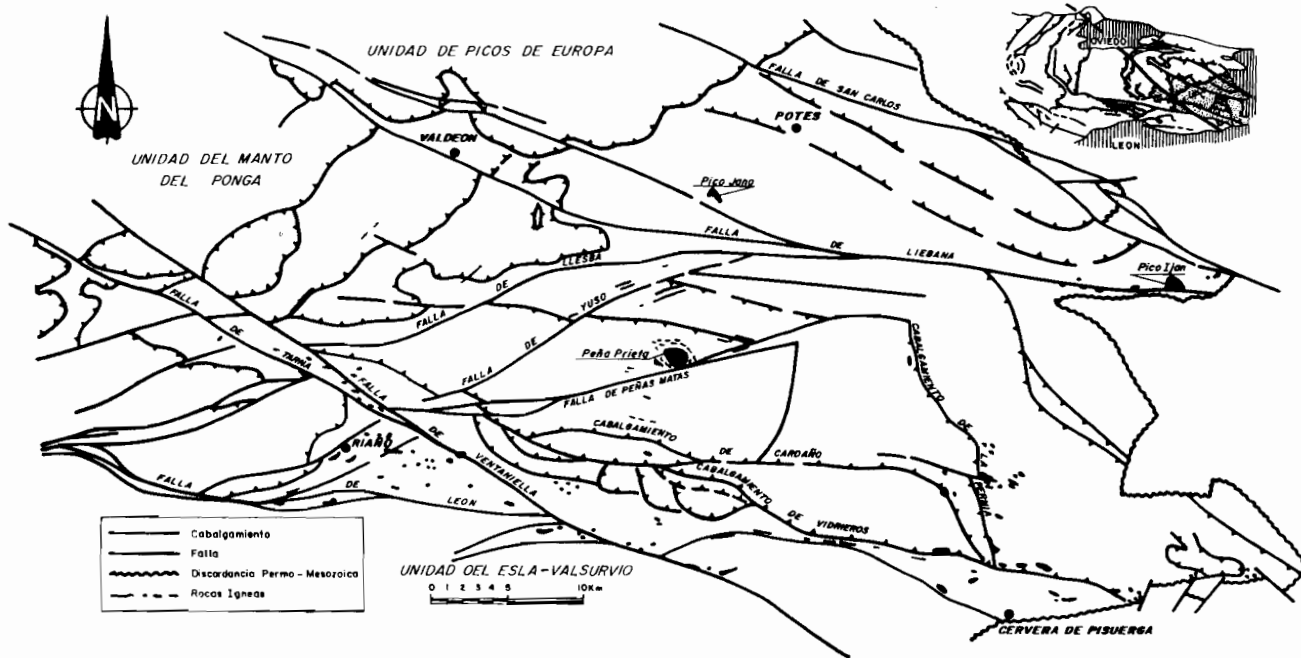 N
UNIDAD DE PICOS DE EUROPA
OVIEDO
LEON
FALLA DE SAN CARLOS
POTES
VALDEON
UNIDAD DEL MANTO
DEL PONGA
Pico Jano
FALLA DE LIEBANA
Pico Iján
FALLA DE LLESBA
FALLA DE YUSO
FALLA DE TARNA
Peña Prieta
FALLA DE PEÑAS MATAS
CABALGAMIENTO DE LA PERNIA
FALLA DE VENTANIELLA
CABALGAMIENTO DE CARDAÑO
RIAÑO
CABALGAMIENTO DE VIDRIEROS
FALLA DE LEON
Cabalgamiento
Falla
Discordancia Permo-Mesozoica
Rocas Igneas
UNIDAD DEL ESLA-VALSURVIO
0 1 2 3 4 5 10Km
CERVERA DE PISUERGA